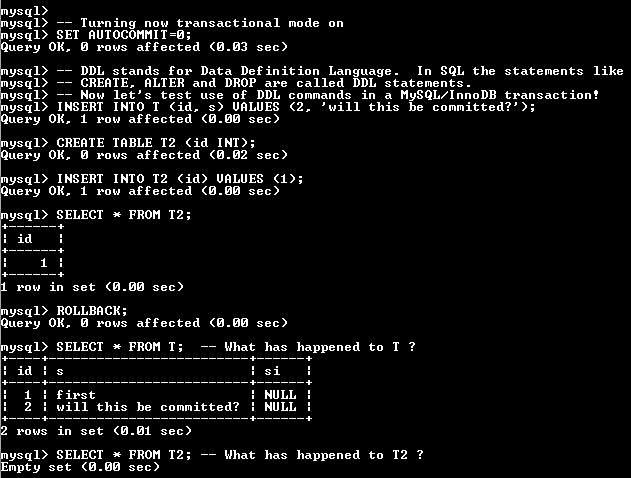 mysql>
mysql> -- Turning now transactional mode on
mysql> SET AUTOCOMMIT=0;
Query OK, 0 rows affected (0.03 sec)
mysql> -- DDL stands for Data Definition Language.  In SQL the statements like
mysql> -- CREATE, ALTER and DROP are called DDL statements.
mysql> -- Now let's test use of DDL commands in a MySQL/InnoDB transaction!
mysql> INSERT INTO T (id, s) VALUES (2, 'will this be committed?');
Query OK, 1 row affected (0.00 sec)
mysql> CREATE TABLE T2 (id INT);
Query OK, 0 rows affected (0.02 sec)
mysql> INSERT INTO T2 (id) VALUES (1);
Query OK, 1 row affected (0.00 sec)
mysql> SELECT * FROM T2;
+------+
| id   |
+------+
|    1 |
+------+
1 row in set (0.00 sec)
mysql> ROLLBACK;
Query OK, 0 rows affected (0.00 sec)
mysql> SELECT * FROM T;  -- What has happened to T ?
+----+-------------------------+------+
| id | s                       | si   |
+----+-------------------------+------+
|  1 | first                   | NULL |
|  2 | will this be committed? | NULL |
+----+-------------------------+------+
2 rows in set (0.01 sec)
mysql> SELECT * FROM T2; -- What has happened to T2 ?
Empty set (0.00 sec)